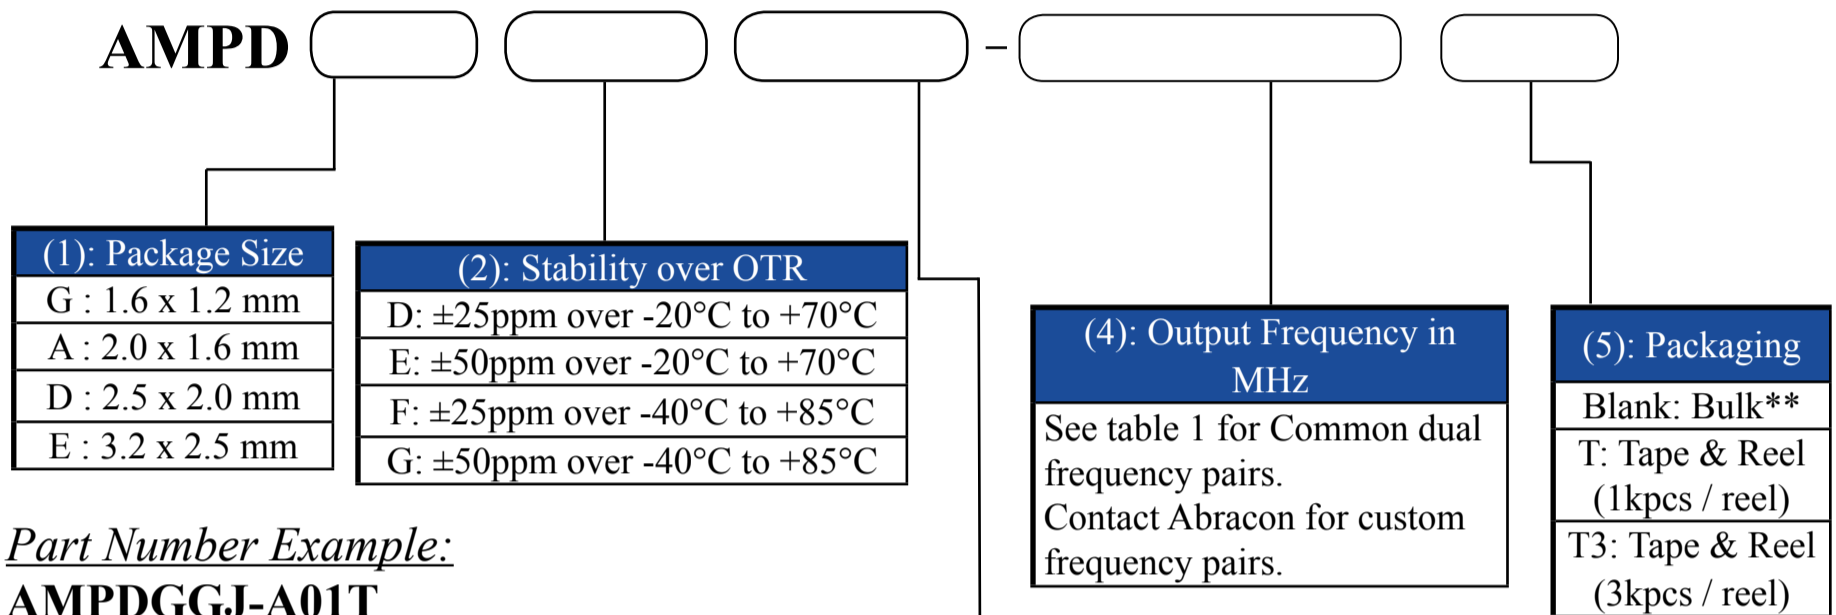 AMPD –
(1): Package Size
G : 1.6 x 1.2 mm
A : 2.0 x 1.6 mm
D : 2.5 x 2.0 mm
E : 3.2 x 2.5 mm
(2): Stability over OTR
D: ±25ppm over -20°C to +70°C
E: ±50ppm over -20°C to +70°C
F: ±25ppm over -40°C to +85°C
G: ±50ppm over -40°C to +85°C
(4): Output Frequency in
MHz
See table 1 for Common dual
frequency pairs.
Contact Abracon for custom
frequency pairs.
(5): Packaging
Blank: Bulk**
T: Tape & Reel
(1kpcs / reel)
T3: Tape & Reel
(3kpcs / reel)
Part Number Example:
AMPDGGJ-A01T